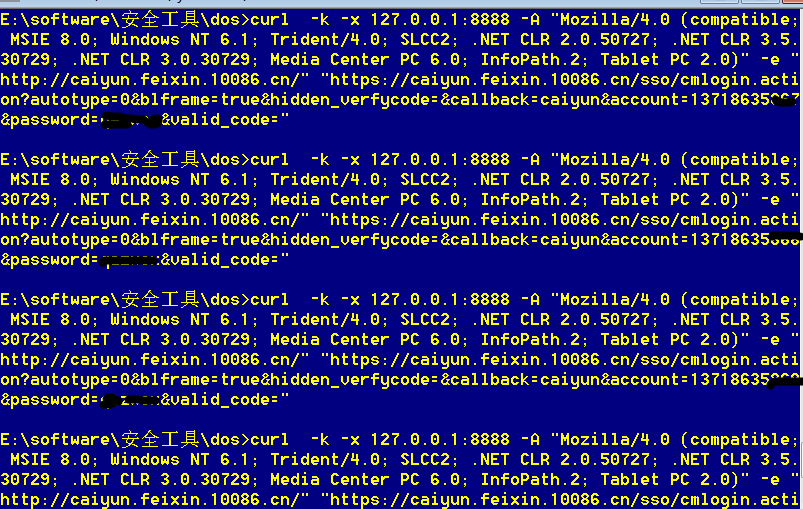 E:\software\安全工具\dos>curl  -k -x 127.0.0.1:8888 -A "Mozilla/4.0 (compatible;
 MSIE 8.0; Windows NT 6.1; Trident/4.0; SLCC2; .NET CLR 2.0.50727; .NET CLR 3.5.
30729; .NET CLR 3.0.30729; Media Center PC 6.0; InfoPath.2; Tablet PC 2.0)" -e "
http://caiyun.feixin.10086.cn/" "https://caiyun.feixin.10086.cn/sso/cmlogin.acti
on?autotype=0&blframe=true&hidden_verfycode=&callback=caiyun&account=13718635
&password=&valid_code="
E:\software\安全工具\dos>curl  -k -x 127.0.0.1:8888 -A "Mozilla/4.0 (compatible;
 MSIE 8.0; Windows NT 6.1; Trident/4.0; SLCC2; .NET CLR 2.0.50727; .NET CLR 3.5.
30729; .NET CLR 3.0.30729; Media Center PC 6.0; InfoPath.2; Tablet PC 2.0)" -e "
http://caiyun.feixin.10086.cn/" "https://caiyun.feixin.10086.cn/sso/cmlogin.acti
on?autotype=0&blframe=true&hidden_verfycode=&callback=caiyun&account=13718635
&password=&valid_code="
E:\software\安全工具\dos>curl  -k -x 127.0.0.1:8888 -A "Mozilla/4.0 (compatible;
 MSIE 8.0; Windows NT 6.1; Trident/4.0; SLCC2; .NET CLR 2.0.50727; .NET CLR 3.5.
30729; .NET CLR 3.0.30729; Media Center PC 6.0; InfoPath.2; Tablet PC 2.0)" -e "
http://caiyun.feixin.10086.cn/" "https://caiyun.feixin.10086.cn/sso/cmlogin.acti
on?autotype=0&blframe=true&hidden_verfycode=&callback=caiyun&account=13718635
&password=&valid_code="
E:\software\安全工具\dos>curl  -k -x 127.0.0.1:8888 -A "Mozilla/4.0 (compatible;
 MSIE 8.0; Windows NT 6.1; Trident/4.0; SLCC2; .NET CLR 2.0.50727; .NET CLR 3.5.
30729; .NET CLR 3.0.30729; Media Center PC 6.0; InfoPath.2; Tablet PC 2.0)" -e "
http://caiyun.feixin.10086.cn/" "https://caiyun.feixin.10086.cn/sso/cmlogin.acti